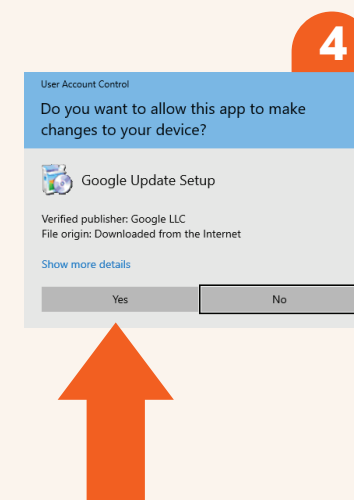 4
User Account Control
Do you want to allow this app to make
changes to your device?
Google Update Setup
Verified publisher: Google LLC
File origin: Downloaded from the Internet
Show more details
Yes
No